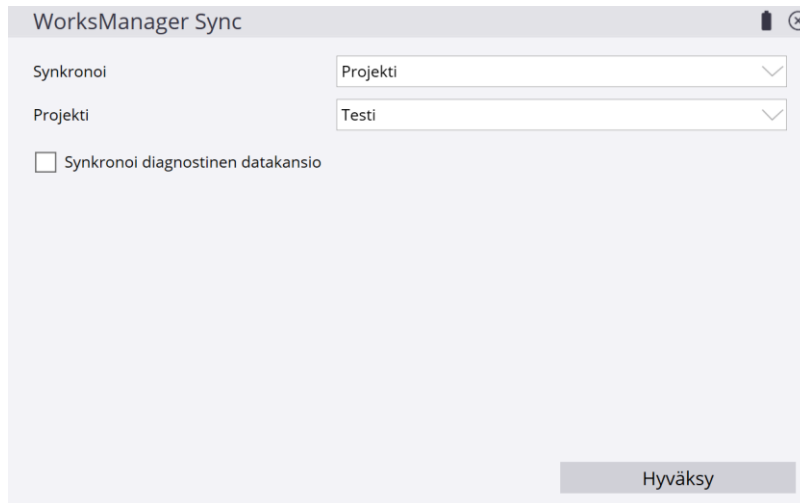 WorksManager Sync
Synkronoi Projekti
Projekti Testi
Synkronoi diagnostinen datakansio
Hyväksy